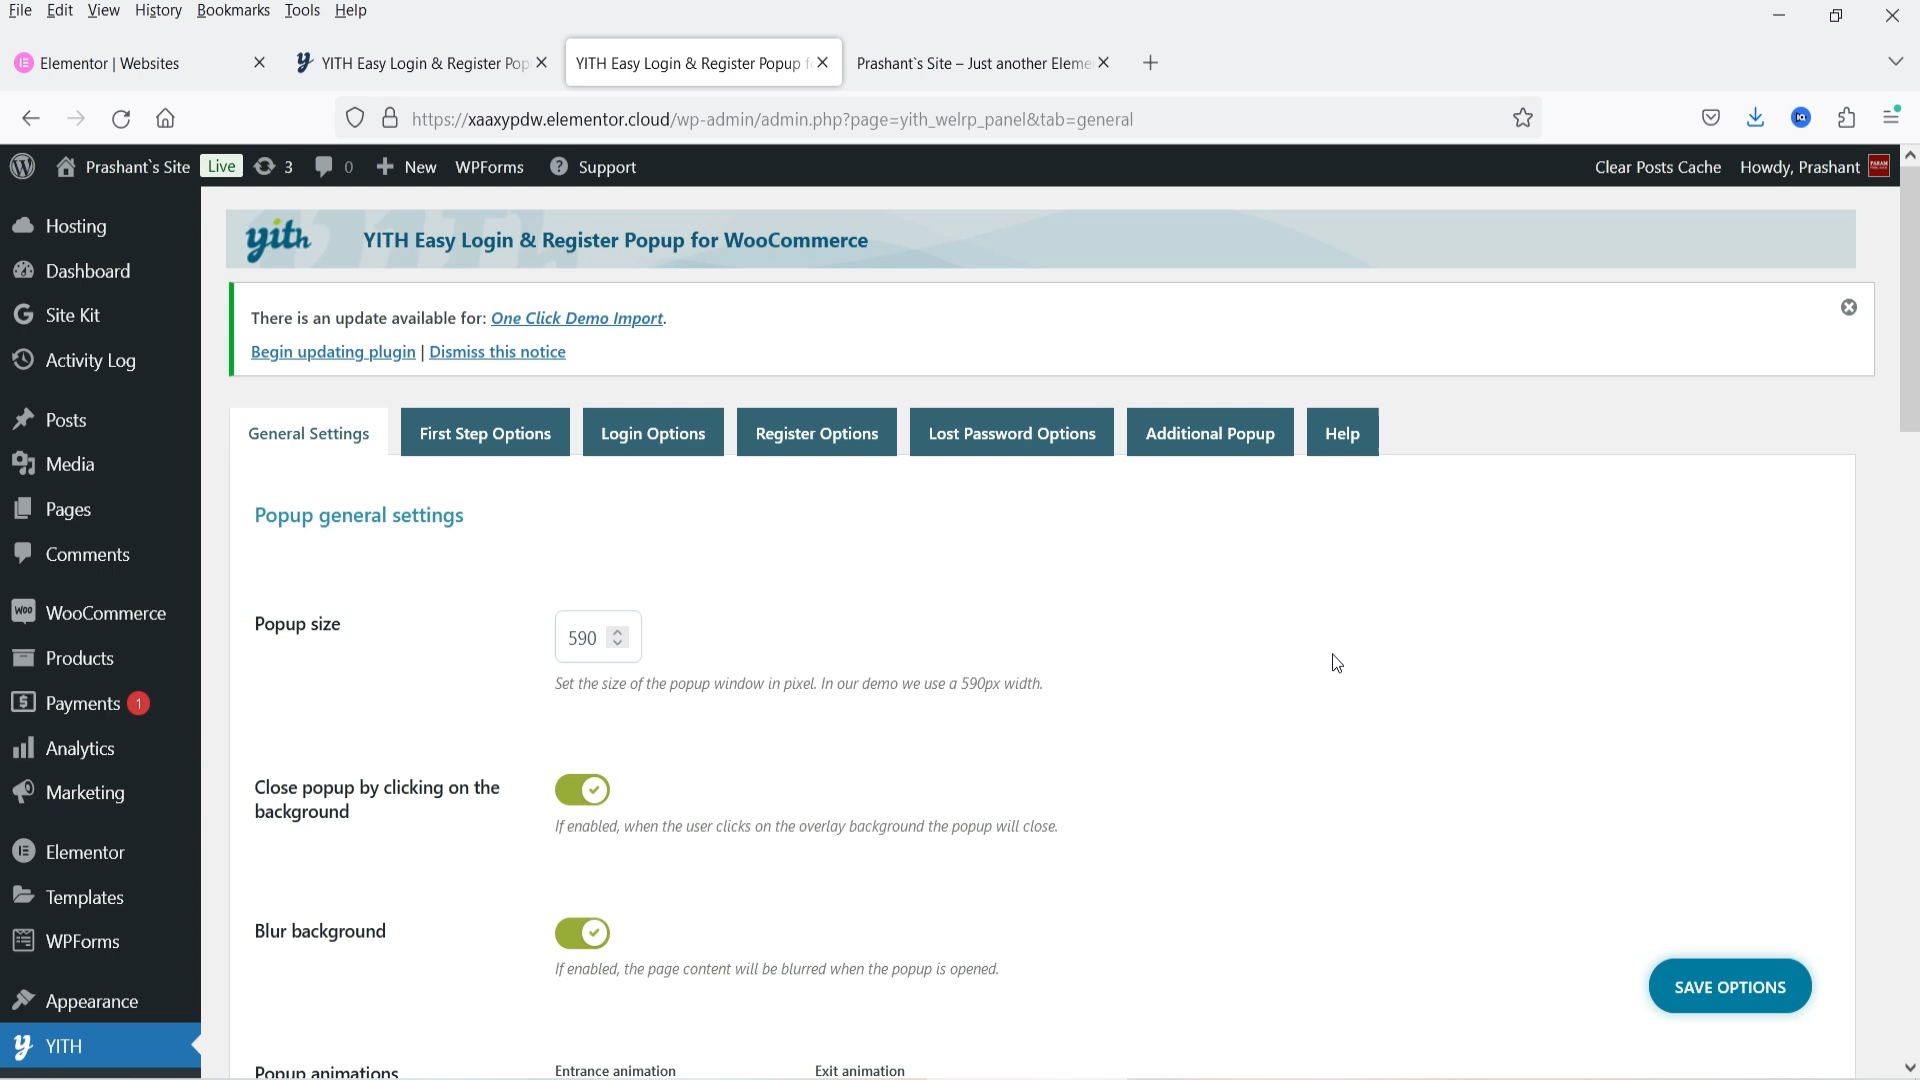 File Edit View History Bookmarks Tools Help
Elementor | Websites
YITH Easy Login & Register Pop
YITH Easy Login & Register Popup f
Prashant`s Site – Just another Eleme
https://xaaxypdw.elementor.cloud/wp-admin/admin.php?page=yith_welrp_panel&tab=general
Prashant`s Site Live 3 0 New WPForms Support Clear Posts Cache Howdy, Prashant
Hosting
Dashboard
Site Kit
Activity Log
Posts
Media
Pages
Comments
WooCommerce
Products
Payments 1
Analytics
Marketing
Elementor
Templates
WPForms
Appearance
YITH
yith YITH Easy Login & Register Popup for WooCommerce
There is an update available for: One Click Demo Import.
Begin updating plugin | Dismiss this notice
General Settings First Step Options Login Options Register Options Lost Password Options Additional Popup Help
Popup general settings
Popup size
590
Set the size of the popup window in pixel. In our demo we use a 590px width.
Close popup by clicking on the
background
If enabled, when the user clicks on the overlay background the popup will close.
Blur background
If enabled, the page content will be blurred when the popup is opened.
SAVE OPTIONS
Popup animations Entrance animation Exit animation